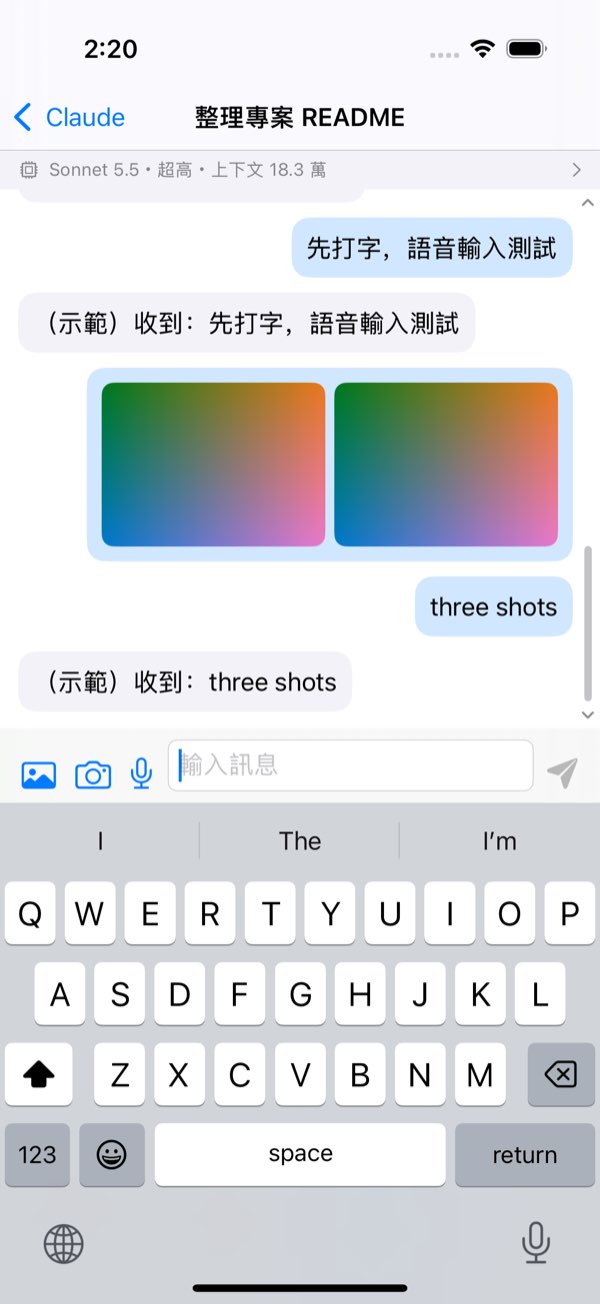 2:20
Claude
整理專案 README
Sonnet 5.5・超高・上下文 18.3 萬
先打字，語音輸入測試
（示範）收到：先打字，語音輸入測試
three shots
（示範）收到：three shots
輸入訊息
I The I’m
Q W E R T Y U I O P
A S D F G H J K L
Z X C V B N M
123 space return